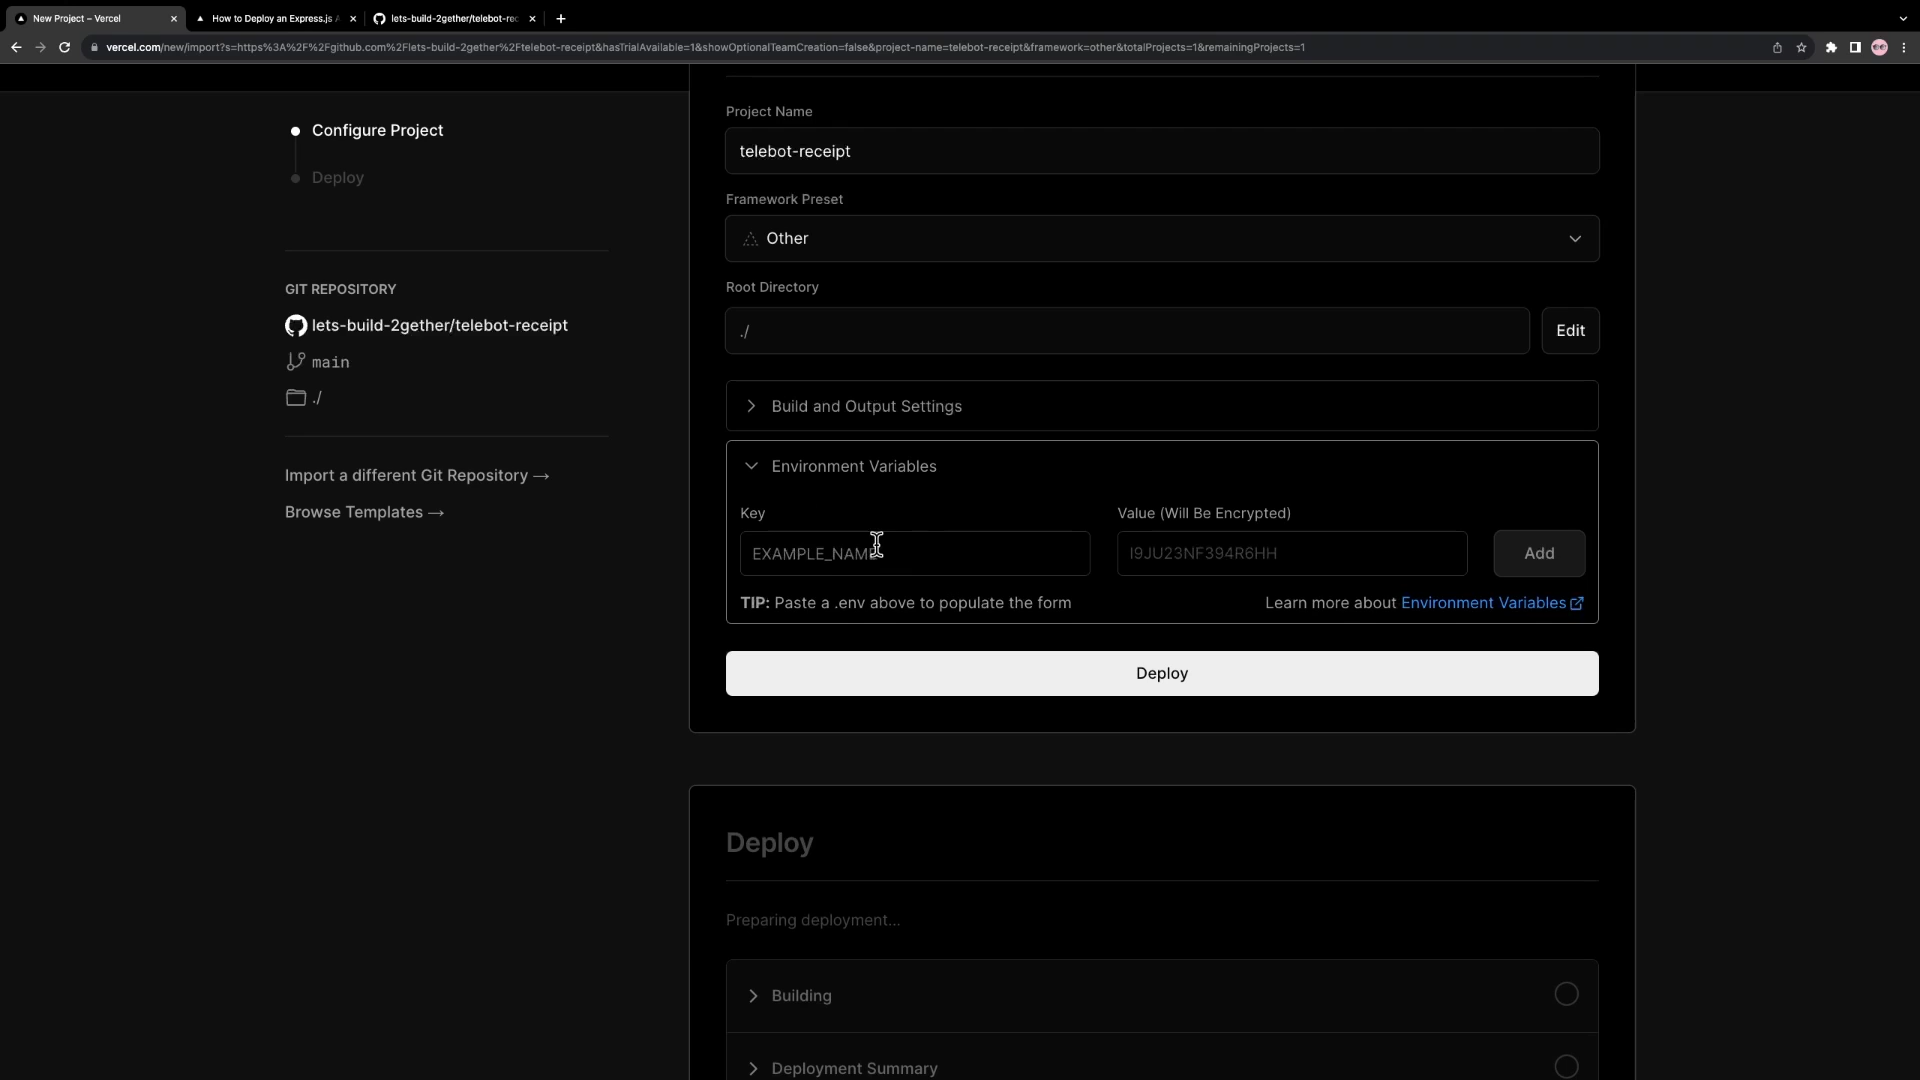 New Project – Vercel
How to Deploy an Express.js A
lets-build-2gether/telebot-rec
vercel.com/new/import?s=https%3A%2F%2Fgithub.com%2Flets-build-2gether%2Ftelebot-receipt&hasTrialAvailable=1&showOptionalTeamCreation=false&project-name=telebot-receipt&framework=other&totalProjects=1&remainingProjects=1
Configure Project
Deploy
GIT REPOSITORY
lets-build-2gether/telebot-receipt
main
./
Import a different Git Repository →
Browse Templates →
Project Name
telebot-receipt
Framework Preset
Other
Root Directory
./
Edit
Build and Output Settings
Environment Variables
Key
Value (Will Be Encrypted)
EXAMPLE_NAME
I9JU23NF394R6HH
Add
TIP: Paste a .env above to populate the form
Learn more about Environment Variables
Deploy
Deploy
Preparing deployment...
Building
Deployment Summary